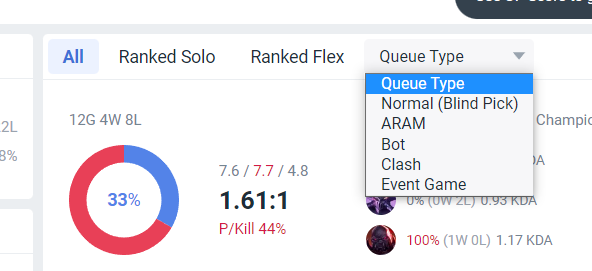 All Ranked Solo Ranked Flex Queue Type
Queue Type
Normal (Blind Pick)
ARAM
Bot
Clash
Event Game
2L
8%
12G 4W 8L
33%
7.6 / 7.7 / 4.8
1.61:1
P/Kill 44%
Champio
DA
0% (0W 2L) 0.93 KDA
100% (1W 0L) 1.17 KDA